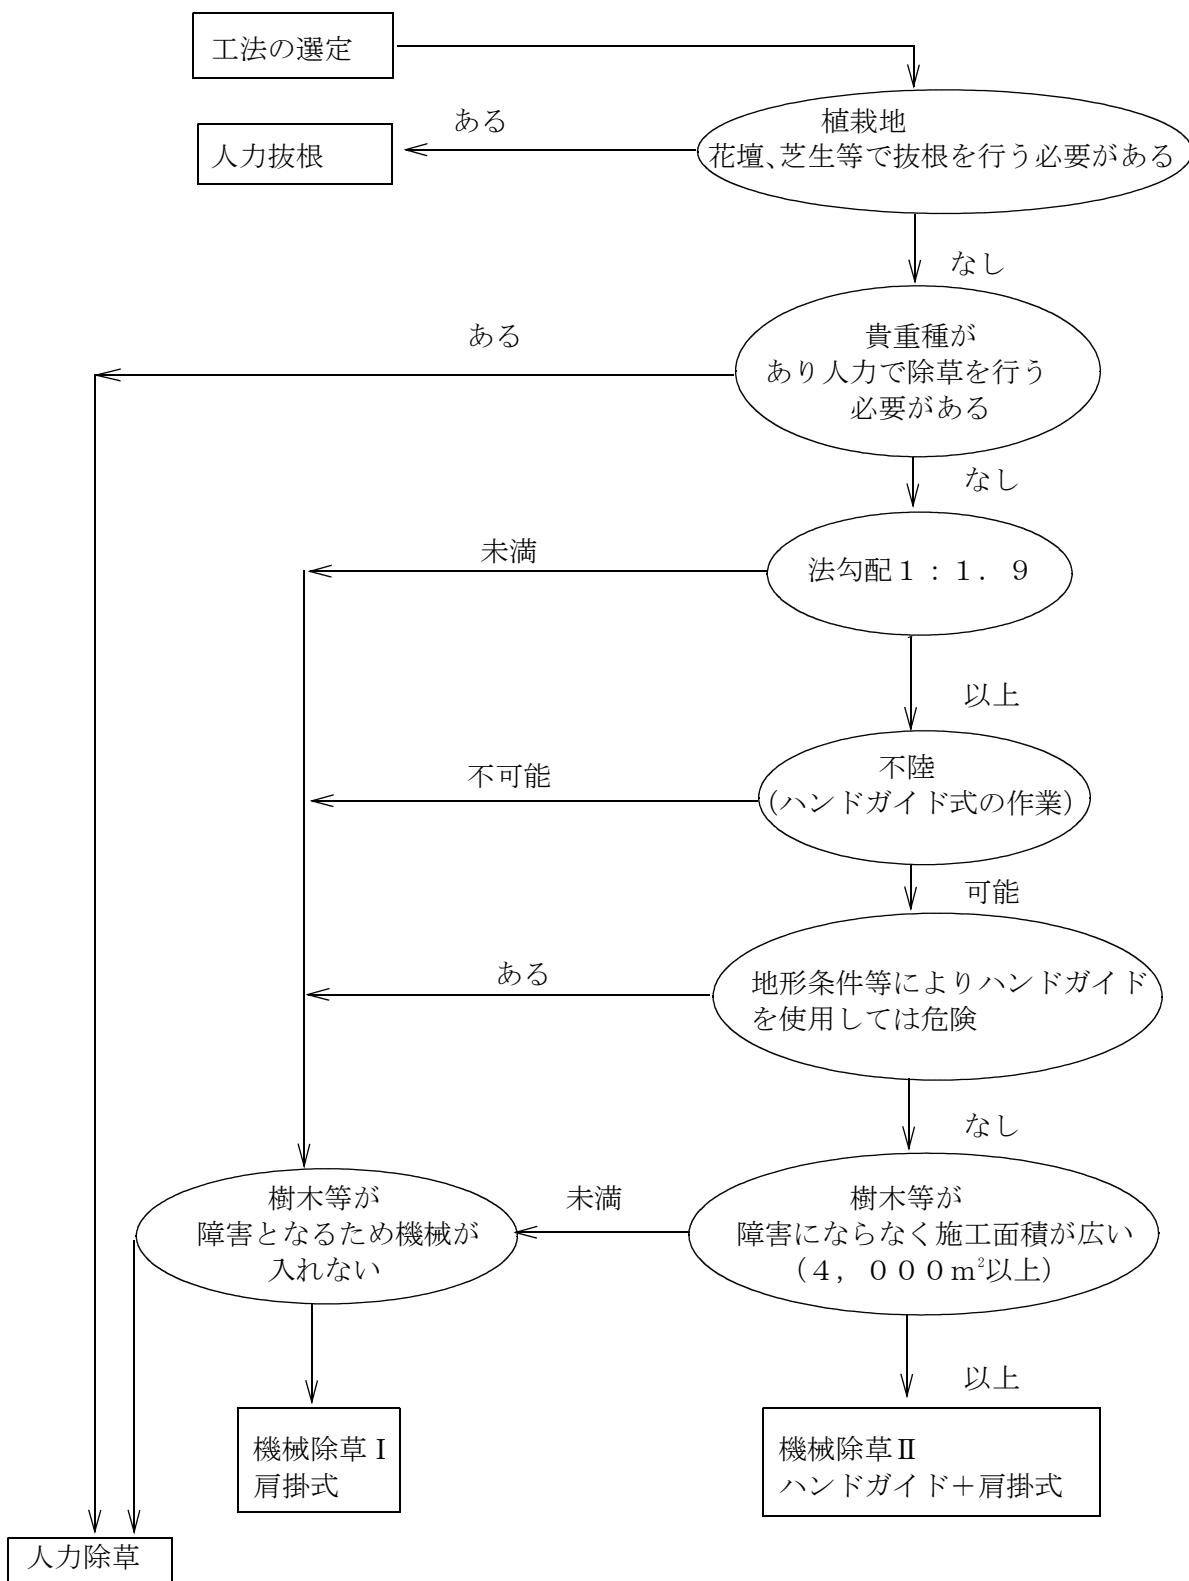 工法の選定
植栽地
花壇、芝生等で抜根を行う必要がある
ある
人力抜根
なし
貴重種が
あり人力で除草を行う
必要がある
ある
なし
法勾配1:1.9
未満
以上
不陸
(ハンドガイド式の作業)
不可能
可能
地形条件等によりハンドガイド
を使用しては危険
ある
なし
樹木等が
障害にならなく施工面積が広い
(4,000m²以上)
未満
樹木等が
障害となるため機械が
入れない
以上
機械除草Ⅰ
肩掛式
機械除草Ⅱ
ハンドガイド+肩掛式
人力除草